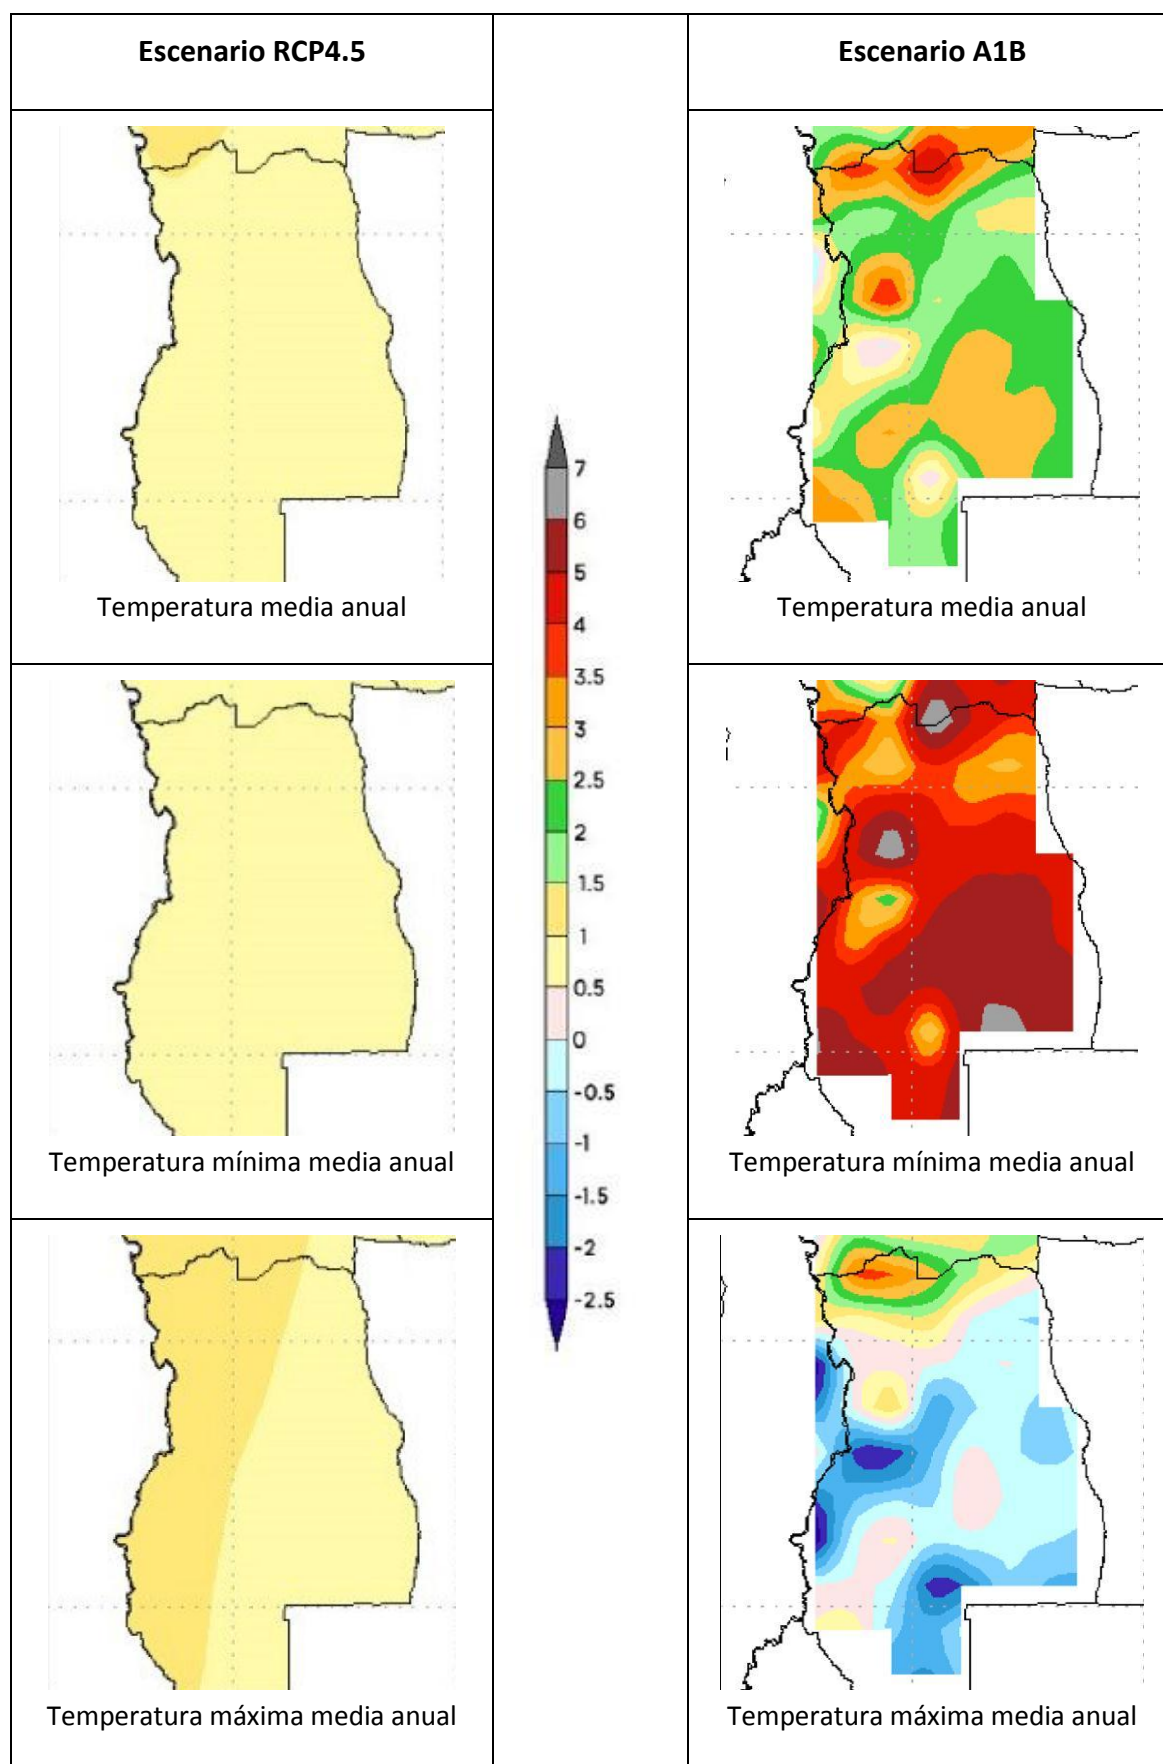 Escenario RCP4.5
Escenario A1B
Temperatura media anual
Temperatura media anual
7
6
5
4
3.5
3
2.5
2
1.5
1
0.5
0
-0.5
-1
-1.5
-2
-2.5
Temperatura mínima media anual
Temperatura mínima media anual
Temperatura máxima media anual
Temperatura máxima media anual